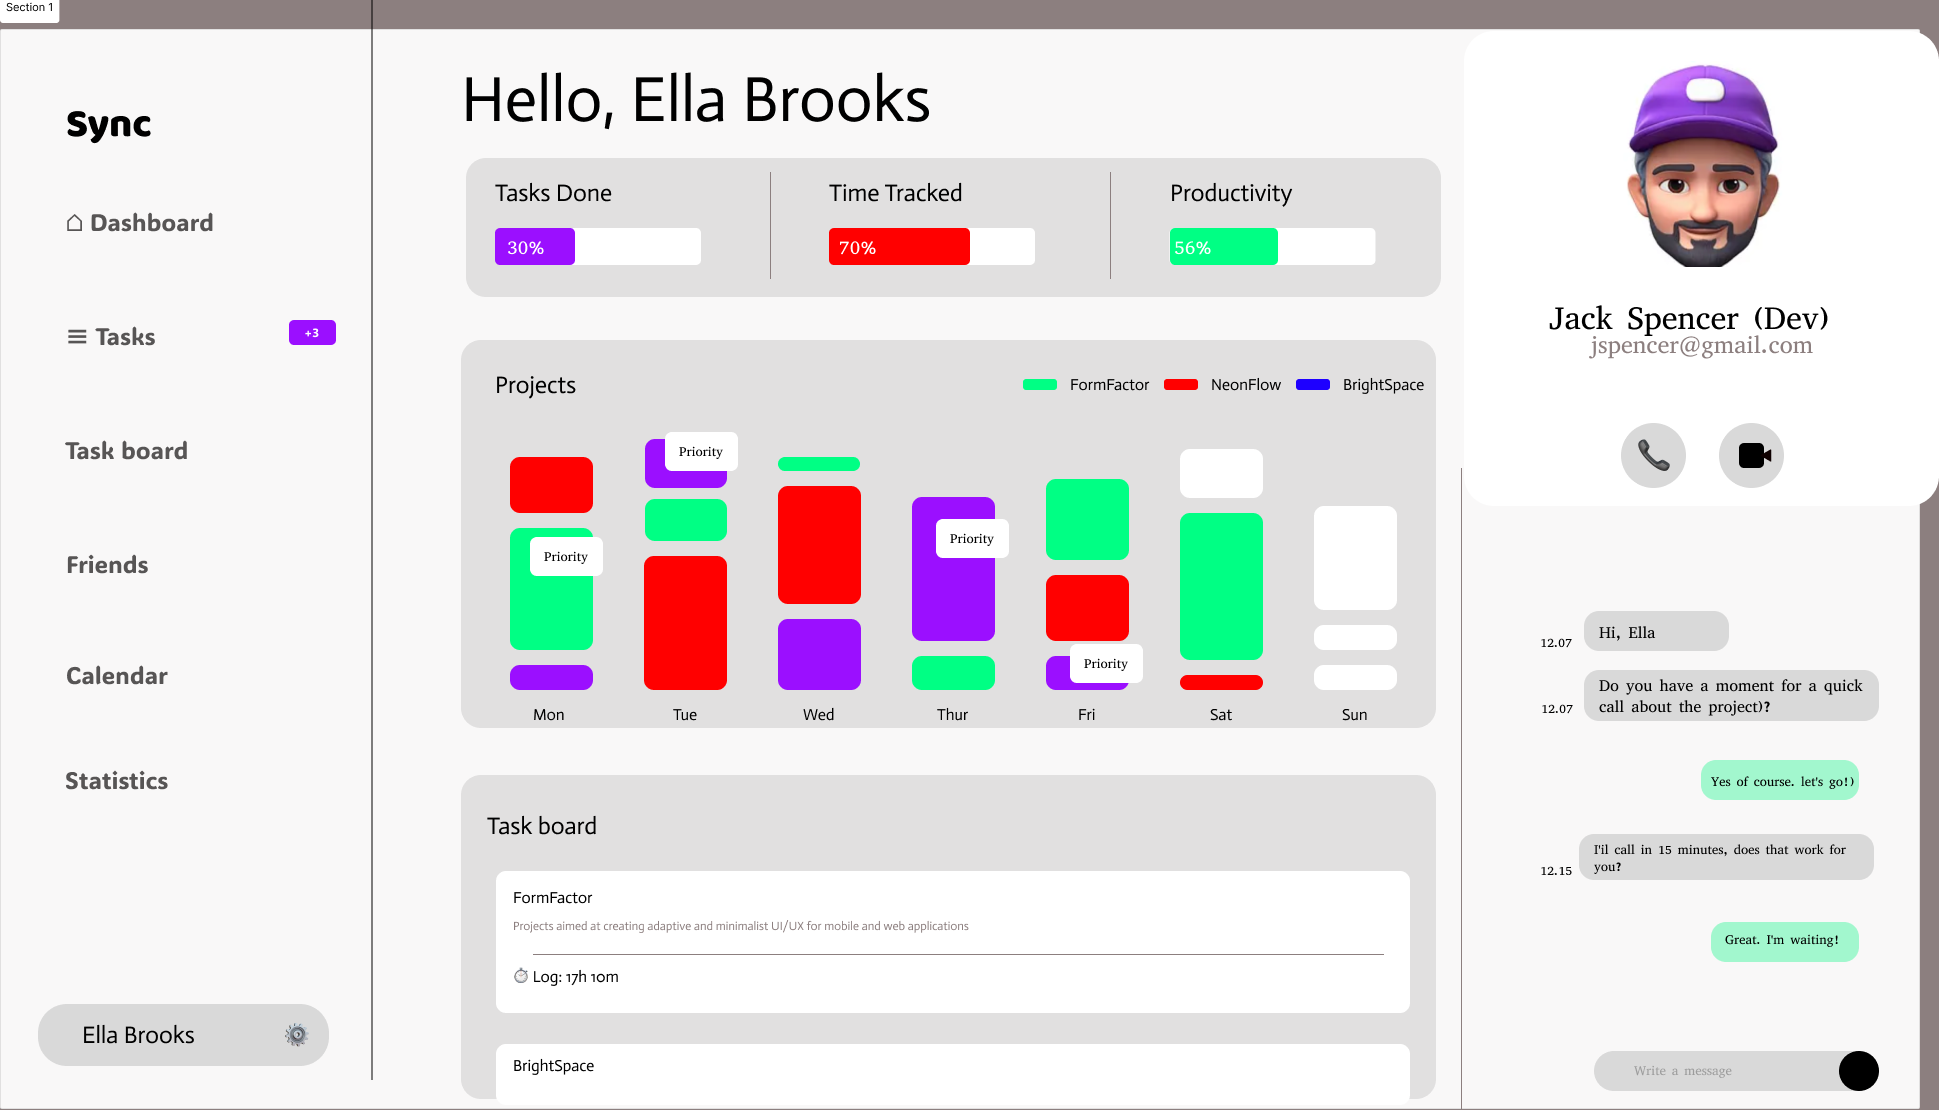 Section 1
Sync
Dashboard
Tasks
+3
Task board
Friends
Calendar
Statistics
Ella Brooks
Hello, Ella Brooks
Tasks Done
30%
Time Tracked
70%
Productivity
56%
Projects
FormFactor
NeonFlow
BrightSpace
Priority
Priority
Priority
Priority
Mon
Tue
Wed
Thur
Fri
Sat
Sun
Task board
FormFactor
Projects aimed at creating adaptive and minimalist UI/UX for mobile and web applications
Log: 17h 10m
BrightSpace
Jack Spencer (Dev)
jspencer@gmail.com
12.07
Hi, Ella
12.07
Do you have a moment for a quick
call about the project)?
Yes of course. let's go!)
12.15
I'il call in 15 minutes, does that work for
you?
Great. I'm waiting!
Write a message